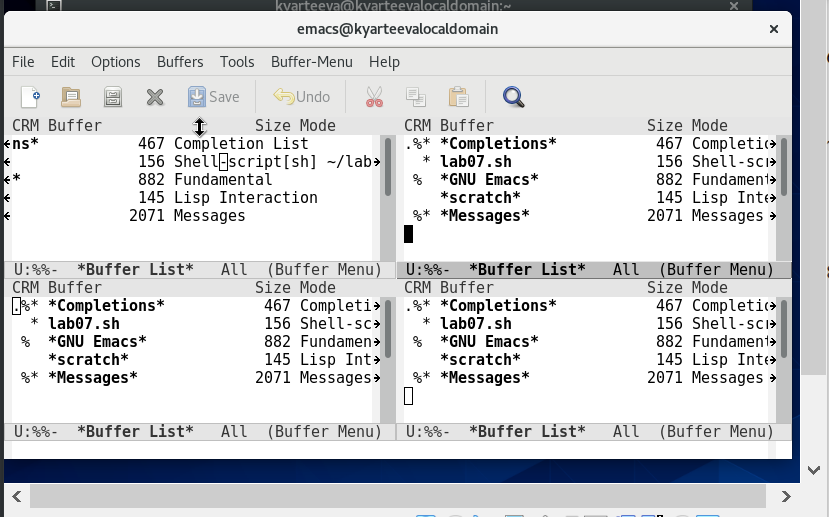 kyarteeva@kyarteevalocaldomain:~
emacs@kyarteevalocaldomain
File Edit Options Buffers Tools Buffer-Menu Help
Save Undo
CRM Buffer Size Mode
ns* 467 Completion List
156 Shell-script[sh] ~/lab
* 882 Fundamental
145 Lisp Interaction
2071 Messages
U:%%- *Buffer List* All (Buffer Menu)
CRM Buffer Size Mode
.%* *Completions* 467 Completi
* lab07.sh 156 Shell-scr
% *GNU Emacs* 882 Fundament
*scratch* 145 Lisp Inte
%* *Messages* 2071 Messages
U:%%- *Buffer List* All (Buffer Menu)
CRM Buffer Size Mode
.%* *Completions* 467 Completi
* lab07.sh 156 Shell-sc
% *GNU Emacs* 882 Fundamen
*scratch* 145 Lisp Int
%* *Messages* 2071 Messages
U:%%- *Buffer List* All (Buffer Menu)
CRM Buffer Size Mode
.%* *Completions* 467 Completi
* lab07.sh 156 Shell-scr
% *GNU Emacs* 882 Fundament
*scratch* 145 Lisp Inte
%* *Messages* 2071 Messages
U:%%- *Buffer List* All (Buffer Menu)